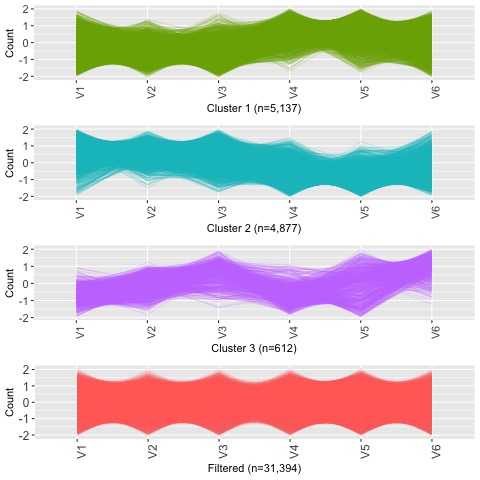 Count
2
1
0
-1
-2
V1 V2 V3 V4 V5 V6
Cluster 1 (n=5,137)
Count
2
1
0
-1
-2
V1 V2 V3 V4 V5 V6
Cluster 2 (n=4,877)
Count
2
1
0
-1
-2
V1 V2 V3 V4 V5 V6
Cluster 3 (n=612)
Count
2
1
0
-1
-2
V1 V2 V3 V4 V5 V6
Filtered (n=31,394)